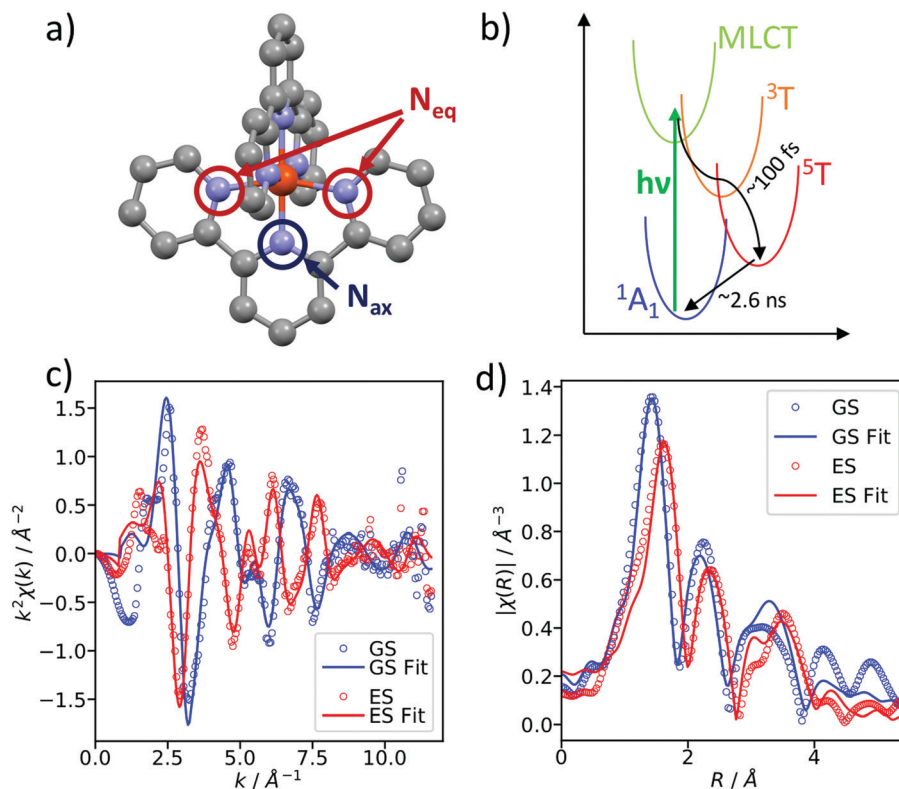 a)
N_eq
N_ax
b)
MLCT
³T
~100 fs
⁵T
hν
¹A₁
~2.6 ns
c)
k²χ(k) / Å⁻²
1.5
1.0
0.5
0.0
-0.5
-1.0
-1.5
GS
GS Fit
ES
ES Fit
0.0 2.5 5.0 7.5 10.0
k / Å⁻¹
d)
|χ(R)| / Å⁻³
1.4
1.2
1.0
0.8
0.6
0.4
0.2
0.0
GS
GS Fit
ES
ES Fit
0 2 4
R / Å